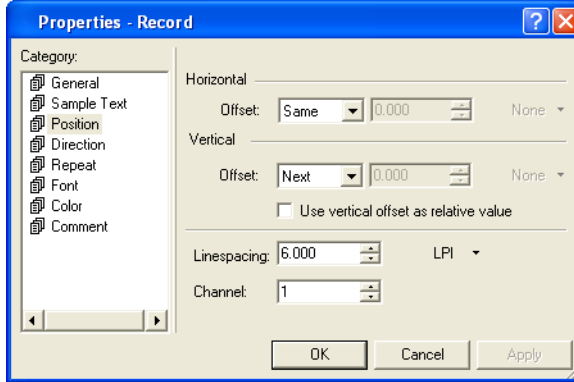 Properties - Record
Category:
General
Sample Text
Position
Direction
Repeat
Font
Color
Comment
Horizontal
Offset: Same 0.000 None
Vertical
Offset: Next 0.000 None
Use vertical offset as relative value
Linespacing: 6.000 LPI
Channel: 1
OK Cancel Apply